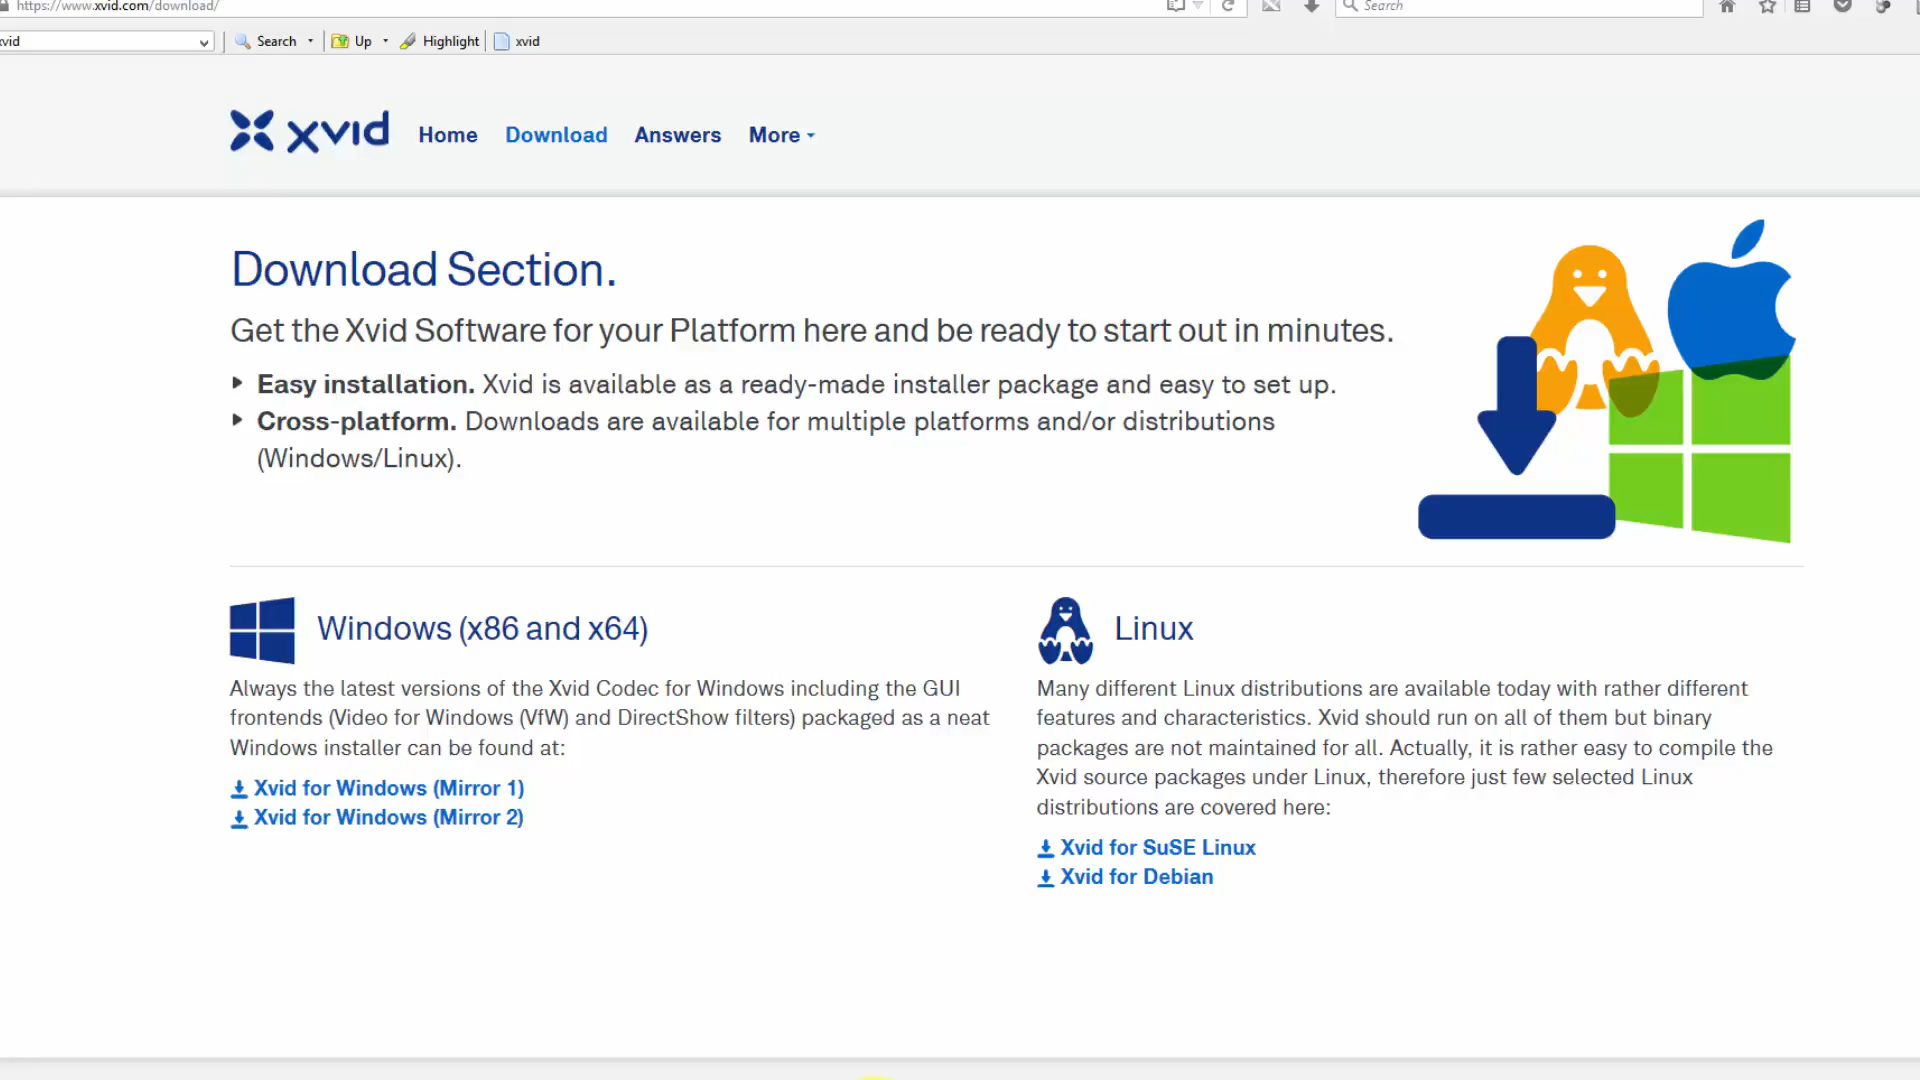 https://www.xvid.com/download/
Search
xvid
Search
Up
Highlight
xvid
xvid
Home
Download
Answers
More
Download Section.
Get the Xvid Software for your Platform here and be ready to start out in minutes.
Easy installation. Xvid is available as a ready-made installer package and easy to set up.
Cross-platform. Downloads are available for multiple platforms and/or distributions
(Windows/Linux).
Windows (x86 and x64)
Always the latest versions of the Xvid Codec for Windows including the GUI
frontends (Video for Windows (VfW) and DirectShow filters) packaged as a neat
Windows installer can be found at:
Xvid for Windows (Mirror 1)
Xvid for Windows (Mirror 2)
Linux
Many different Linux distributions are available today with rather different
features and characteristics. Xvid should run on all of them but binary
packages are not maintained for all. Actually, it is rather easy to compile the
Xvid source packages under Linux, therefore just few selected Linux
distributions are covered here:
Xvid for SuSE Linux
Xvid for Debian